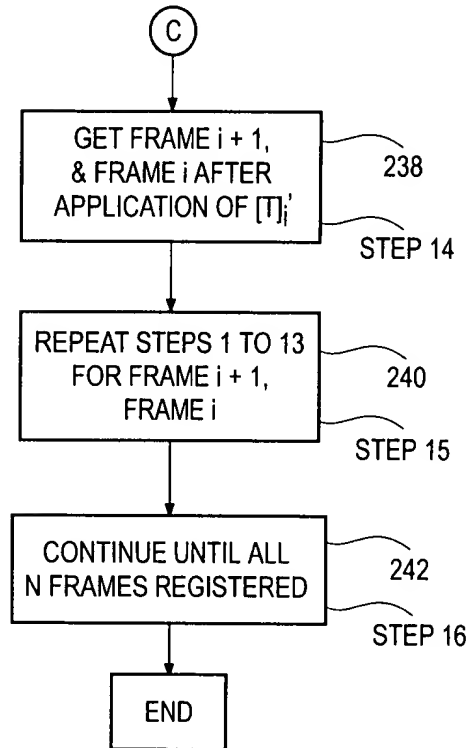 C
GET FRAME i + 1,
& FRAME i AFTER
APPLICATION OF [T]i'
238
STEP 14
REPEAT STEPS 1 TO 13
FOR FRAME i + 1,
FRAME i
240
STEP 15
CONTINUE UNTIL ALL
N FRAMES REGISTERED
242
STEP 16
END